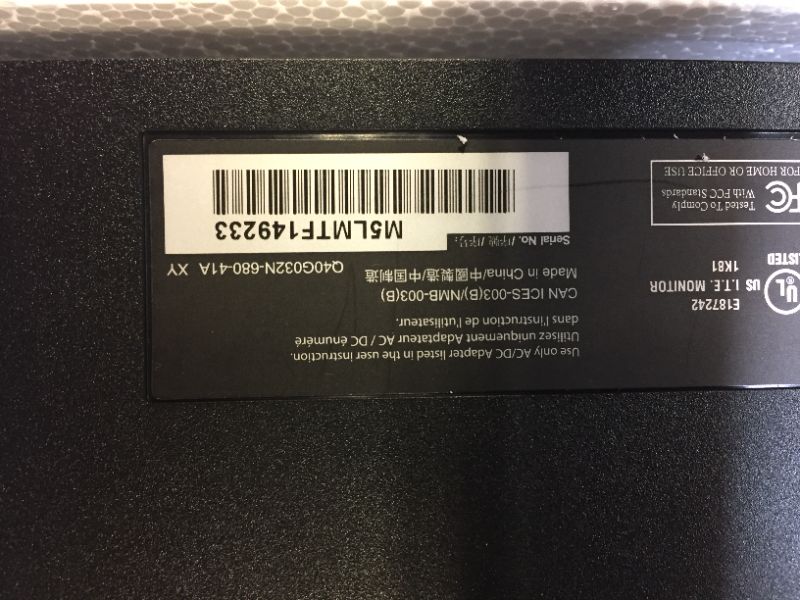 Use only AC/DC Adapter listed in the user instruction.
Utilisez uniquement Adaptateur AC / DC énuméré
dans l'instruction de l'utilisateur.
CAN ICES-003(B)/NMB-003(B)
Made in China/中國製造/中国制造
Q40G032N-680-41A XY
Serial No. /序號/序号:
M5LMTF149233
E187242
I.T.E. MONITOR
1K81
UL
US
LISTED
FC
Tested To Comply
With FCC Standards
FOR HOME OR OFFICE USE